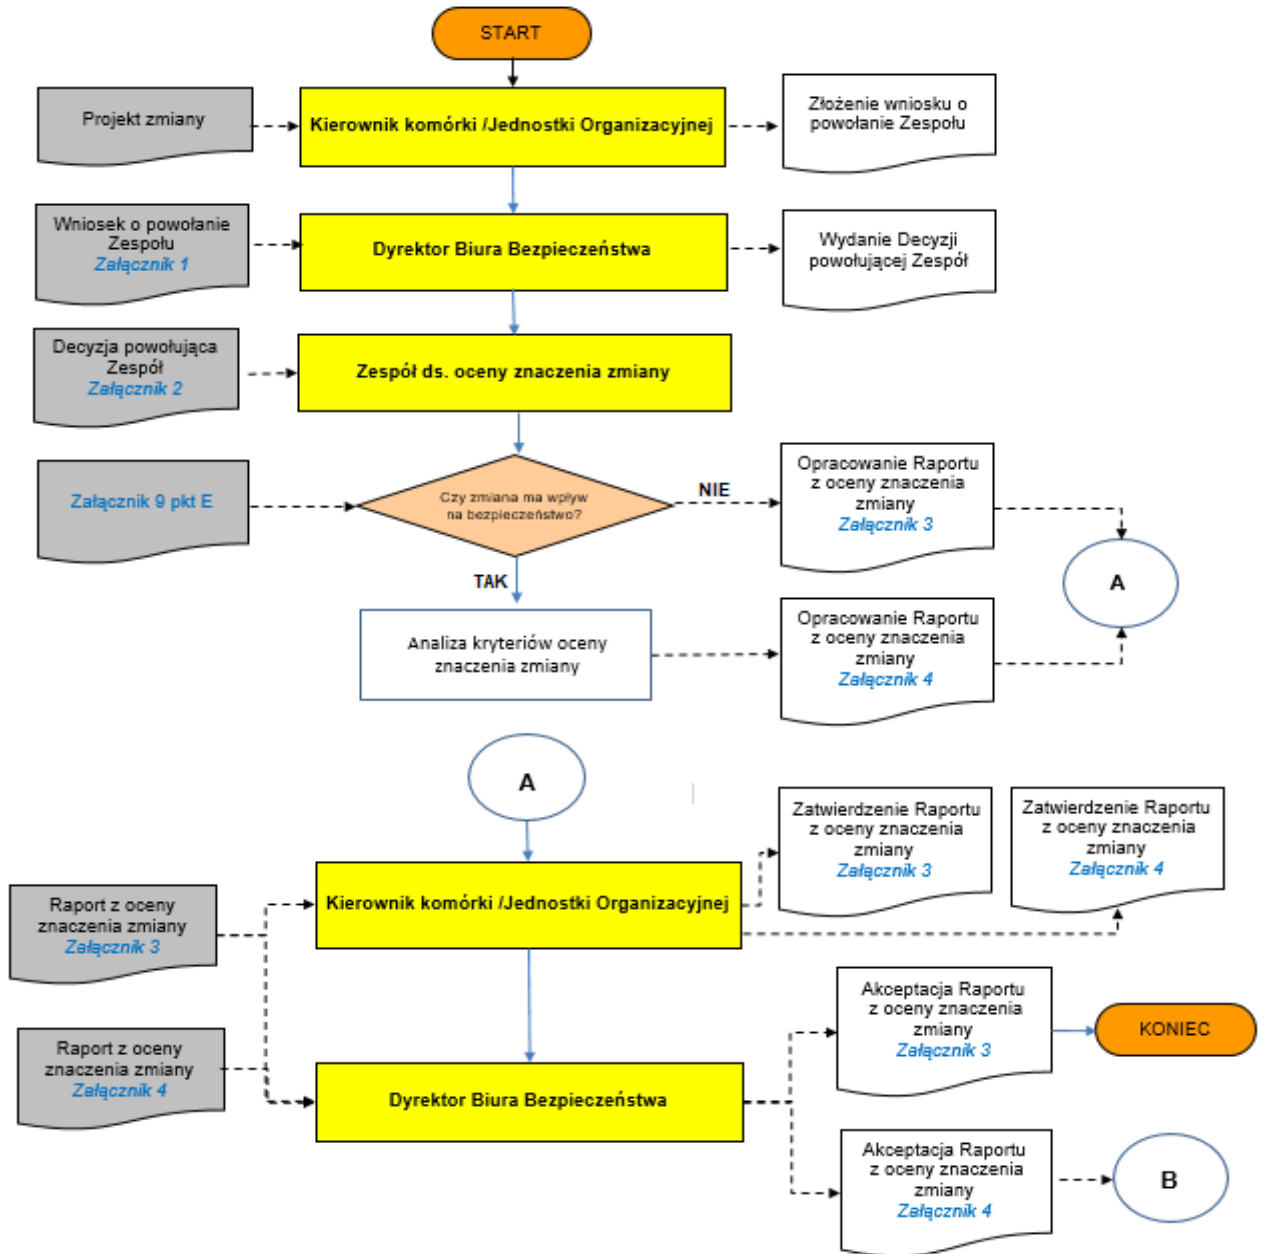 START
Projekt zmiany
Kierownik komórki /Jednostki Organizacyjnej
Złożenie wniosku o
powołanie Zespołu
Wniosek o powołanie
Zespołu
Załącznik 1
Dyrektor Biura Bezpieczeństwa
Wydanie Decyzji
powołującej Zespół
Decyzja powołująca
Zespół
Załącznik 2
Zespół ds. oceny znaczenia zmiany
Załącznik 9 pkt E
Czy zmiana ma wpływ
na bezpieczeństwo?
NIE
Opracowanie Raportu
z oceny znaczenia
zmiany
Załącznik 3
A
TAK
Analiza kryteriów oceny
znaczenia zmiany
Opracowanie Raportu
z oceny znaczenia
zmiany
Załącznik 4
A
Zatwierdzenie Raportu
z oceny znaczenia
zmiany
Załącznik 3
Zatwierdzenie Raportu
z oceny znaczenia
zmiany
Załącznik 4
Kierownik komórki /Jednostki Organizacyjnej
Raport z oceny
znaczenia zmiany
Załącznik 3
Akceptacja Raportu
z oceny znaczenia
zmiany
Załącznik 3
KONIEC
Raport z oceny
znaczenia zmiany
Załącznik 4
Dyrektor Biura Bezpieczeństwa
Akceptacja Raportu
z oceny znaczenia
zmiany
Załącznik 4
B